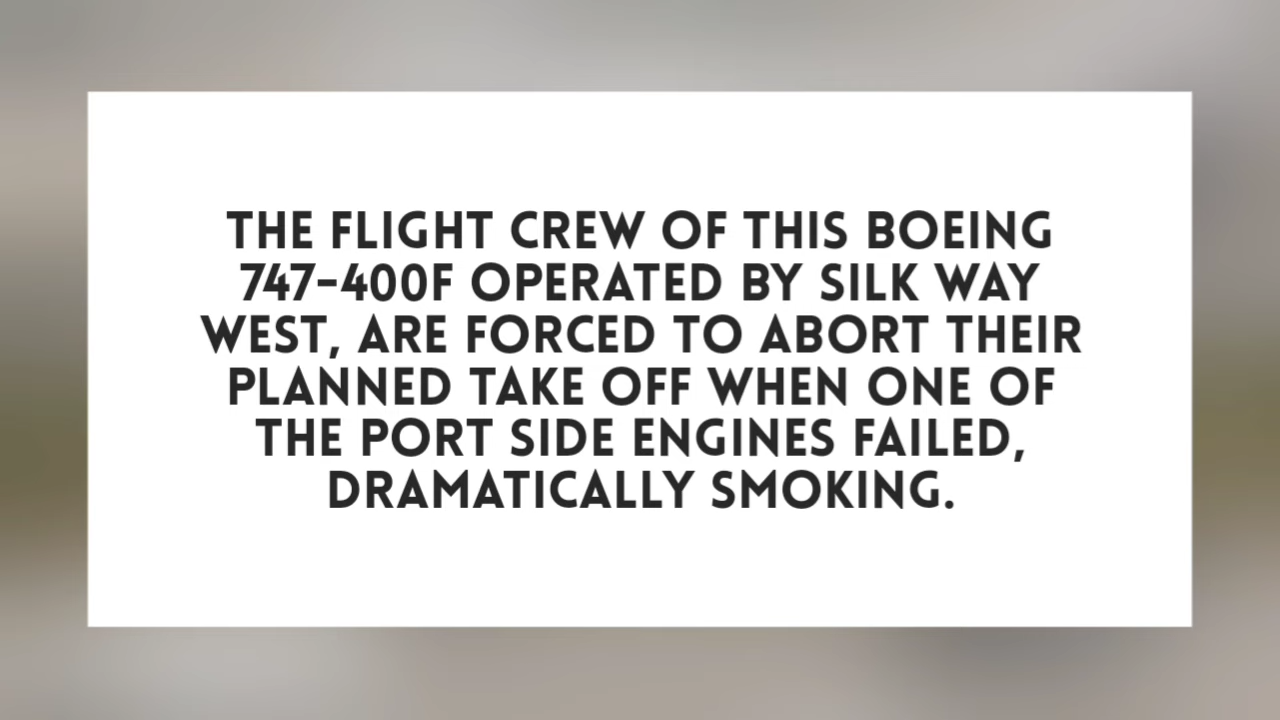 THE FLIGHT CREW OF THIS BOEING
747-400F OPERATED BY SILK WAY
WEST, ARE FORCED TO ABORT THEIR
PLANNED TAKE OFF WHEN ONE OF
THE PORT SIDE ENGINES FAILED,
DRAMATICALLY SMOKING.